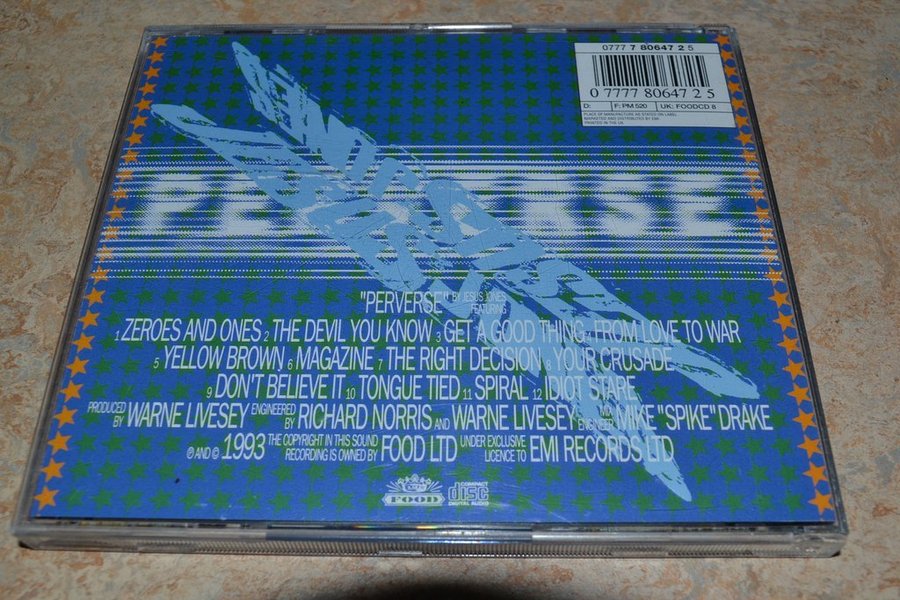 0777 7 80647 2 5
0 77777 80647 2 5
D: F: PM 520 UK: FOODCD 8
PLACE OF MANUFACTURE AS STATED ON LABEL
MARKETED AND DISTRIBUTED BY EMI
PRINTED IN THE UK
PERVERSE
"PERVERSE" BY JESUS JONES FEATURING
1 ZEROES AND ONES 2 THE DEVIL YOU KNOW 3 GET A GOOD THING 4 FROM LOVE TO WAR
5 YELLOW BROWN 6 MAGAZINE 7 THE RIGHT DECISION 8 YOUR CRUSADE
9 DON'T BELIEVE IT 10 TONGUE TIED 11 SPIRAL 12 IDIOT STARE
PRODUCED BY WARNE LIVESEY ENGINEERED BY RICHARD NORRIS AND WARNE LIVESEY MIX ENGINEER MIKE "SPIKE" DRAKE
℗ AND © 1993 THE COPYRIGHT IN THIS SOUND RECORDING IS OWNED BY FOOD LTD UNDER EXCLUSIVE LICENCE TO EMI RECORDS LTD
FOOD COMPACT disc DIGITAL AUDIO